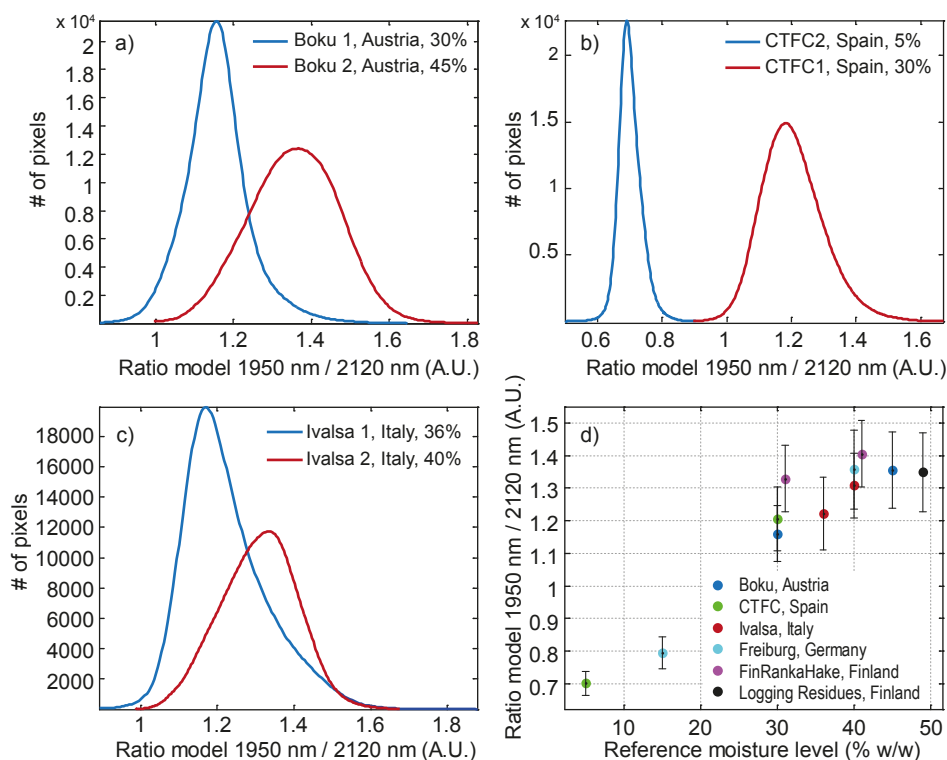 x 10⁴
a)
Boku 1, Austria, 30%
Boku 2, Austria, 45%
2
1.8
1.6
1.4
1.2
1
0.8
0.6
0.4
0.2
# of pixels
1 1.2 1.4 1.6 1.8
Ratio model 1950 nm / 2120 nm (A.U.)
x 10⁴
b)
CTFC2, Spain, 5%
CTFC1, Spain, 30%
2
1.5
1
0.5
# of pixels
0.6 0.8 1 1.2 1.4 1.6
Ratio model 1950 nm / 2120 nm (A.U.)
c)
Ivalsa 1, Italy, 36%
Ivalsa 2, Italy, 40%
18000
16000
14000
12000
10000
8000
6000
4000
2000
# of pixels
1 1.2 1.4 1.6 1.8
Ratio model 1950 nm / 2120 nm (A.U.)
d)
1.5
1.4
1.3
1.2
1.1
1
0.9
0.8
0.7
Ratio model 1950 nm / 2120 nm (A.U.)
Boku, Austria
CTFC, Spain
Ivalsa, Italy
Freiburg, Germany
FinRankaHake, Finland
Logging Residues, Finland
10 20 30 40 50
Reference moisture level (% w/w)